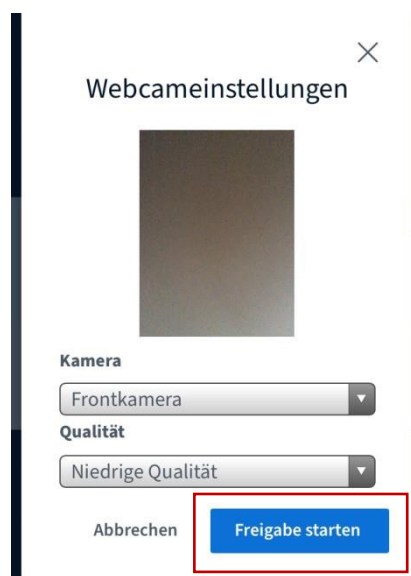 Webcameinstellungen
Kamera
Frontkamera
Qualität
Niedrige Qualität
Abbrechen Freigabe starten